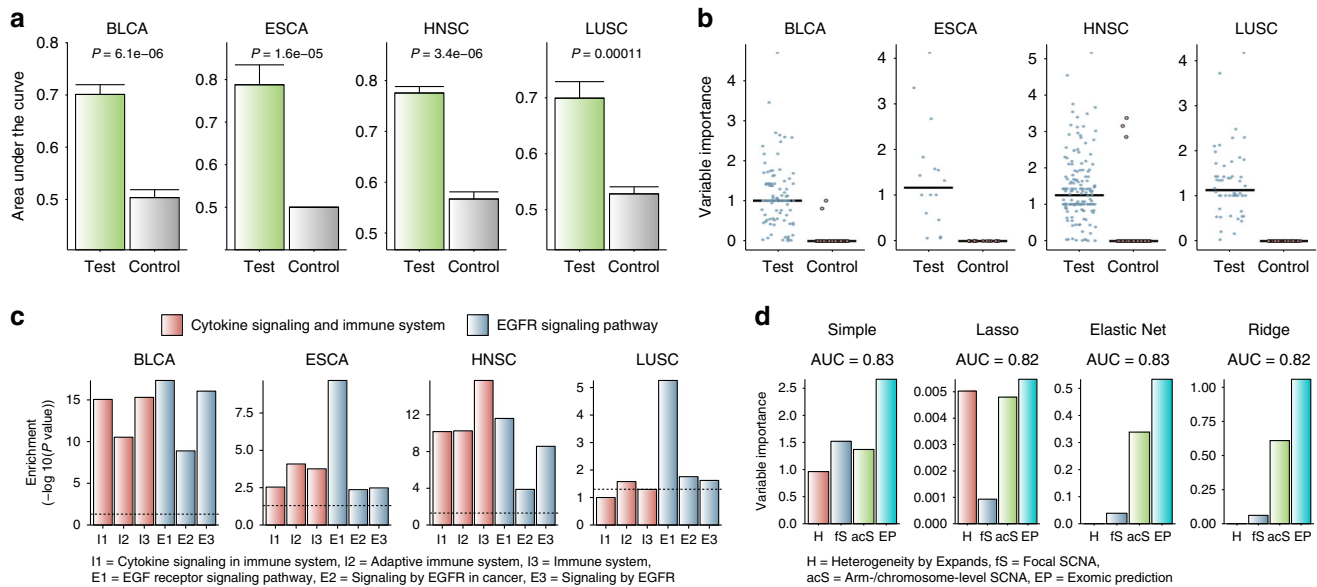 a
BLCA ESCA HNSC LUSC
Area under the curve
0.8
0.7
0.6
0.5
P = 6.1e−06
Test Control
0.8
0.7
0.6
0.5
P = 1.6e−05
Test Control
0.8
0.7
0.6
0.5
P = 3.4e−06
Test Control
0.7
0.6
0.5
P = 0.00011
Test Control
b
BLCA ESCA HNSC LUSC
Variable importance
4
3
2
1
0
Test Control
4
3
2
1
0
Test Control
5
4
3
2
1
0
Test Control
4
3
2
1
0
Test Control
c
Cytokine signaling and immune system EGFR signaling pathway
BLCA ESCA HNSC LUSC
Enrichment
(−log 10(P value))
15
10
5
0
I1 I2 I3 E1 E2 E3
7.5
5.0
2.5
0.0
I1 I2 I3 E1 E2 E3
12
8
4
0
I1 I2 I3 E1 E2 E3
5
4
3
2
1
0
I1 I2 I3 E1 E2 E3
I1 = Cytokine signaling in immune system, I2 = Adaptive immune system, I3 = Immune system,
E1 = EGF receptor signaling pathway, E2 = Signaling by EGFR in cancer, E3 = Signaling by EGFR
d
Simple Lasso Elastic Net Ridge
AUC = 0.83 AUC = 0.82 AUC = 0.83 AUC = 0.82
Variable importance
2.5
2.0
1.5
1.0
0.5
0.0
H fS acS EP
0.005
0.004
0.003
0.002
0.001
0.000
H fS acS EP
0.5
0.4
0.3
0.2
0.1
0.0
H fS acS EP
1.00
0.75
0.50
0.25
0.00
H fS acS EP
H = Heterogeneity by Expands, fS = Focal SCNA,
acS = Arm-/chromosome-level SCNA, EP = Exomic prediction